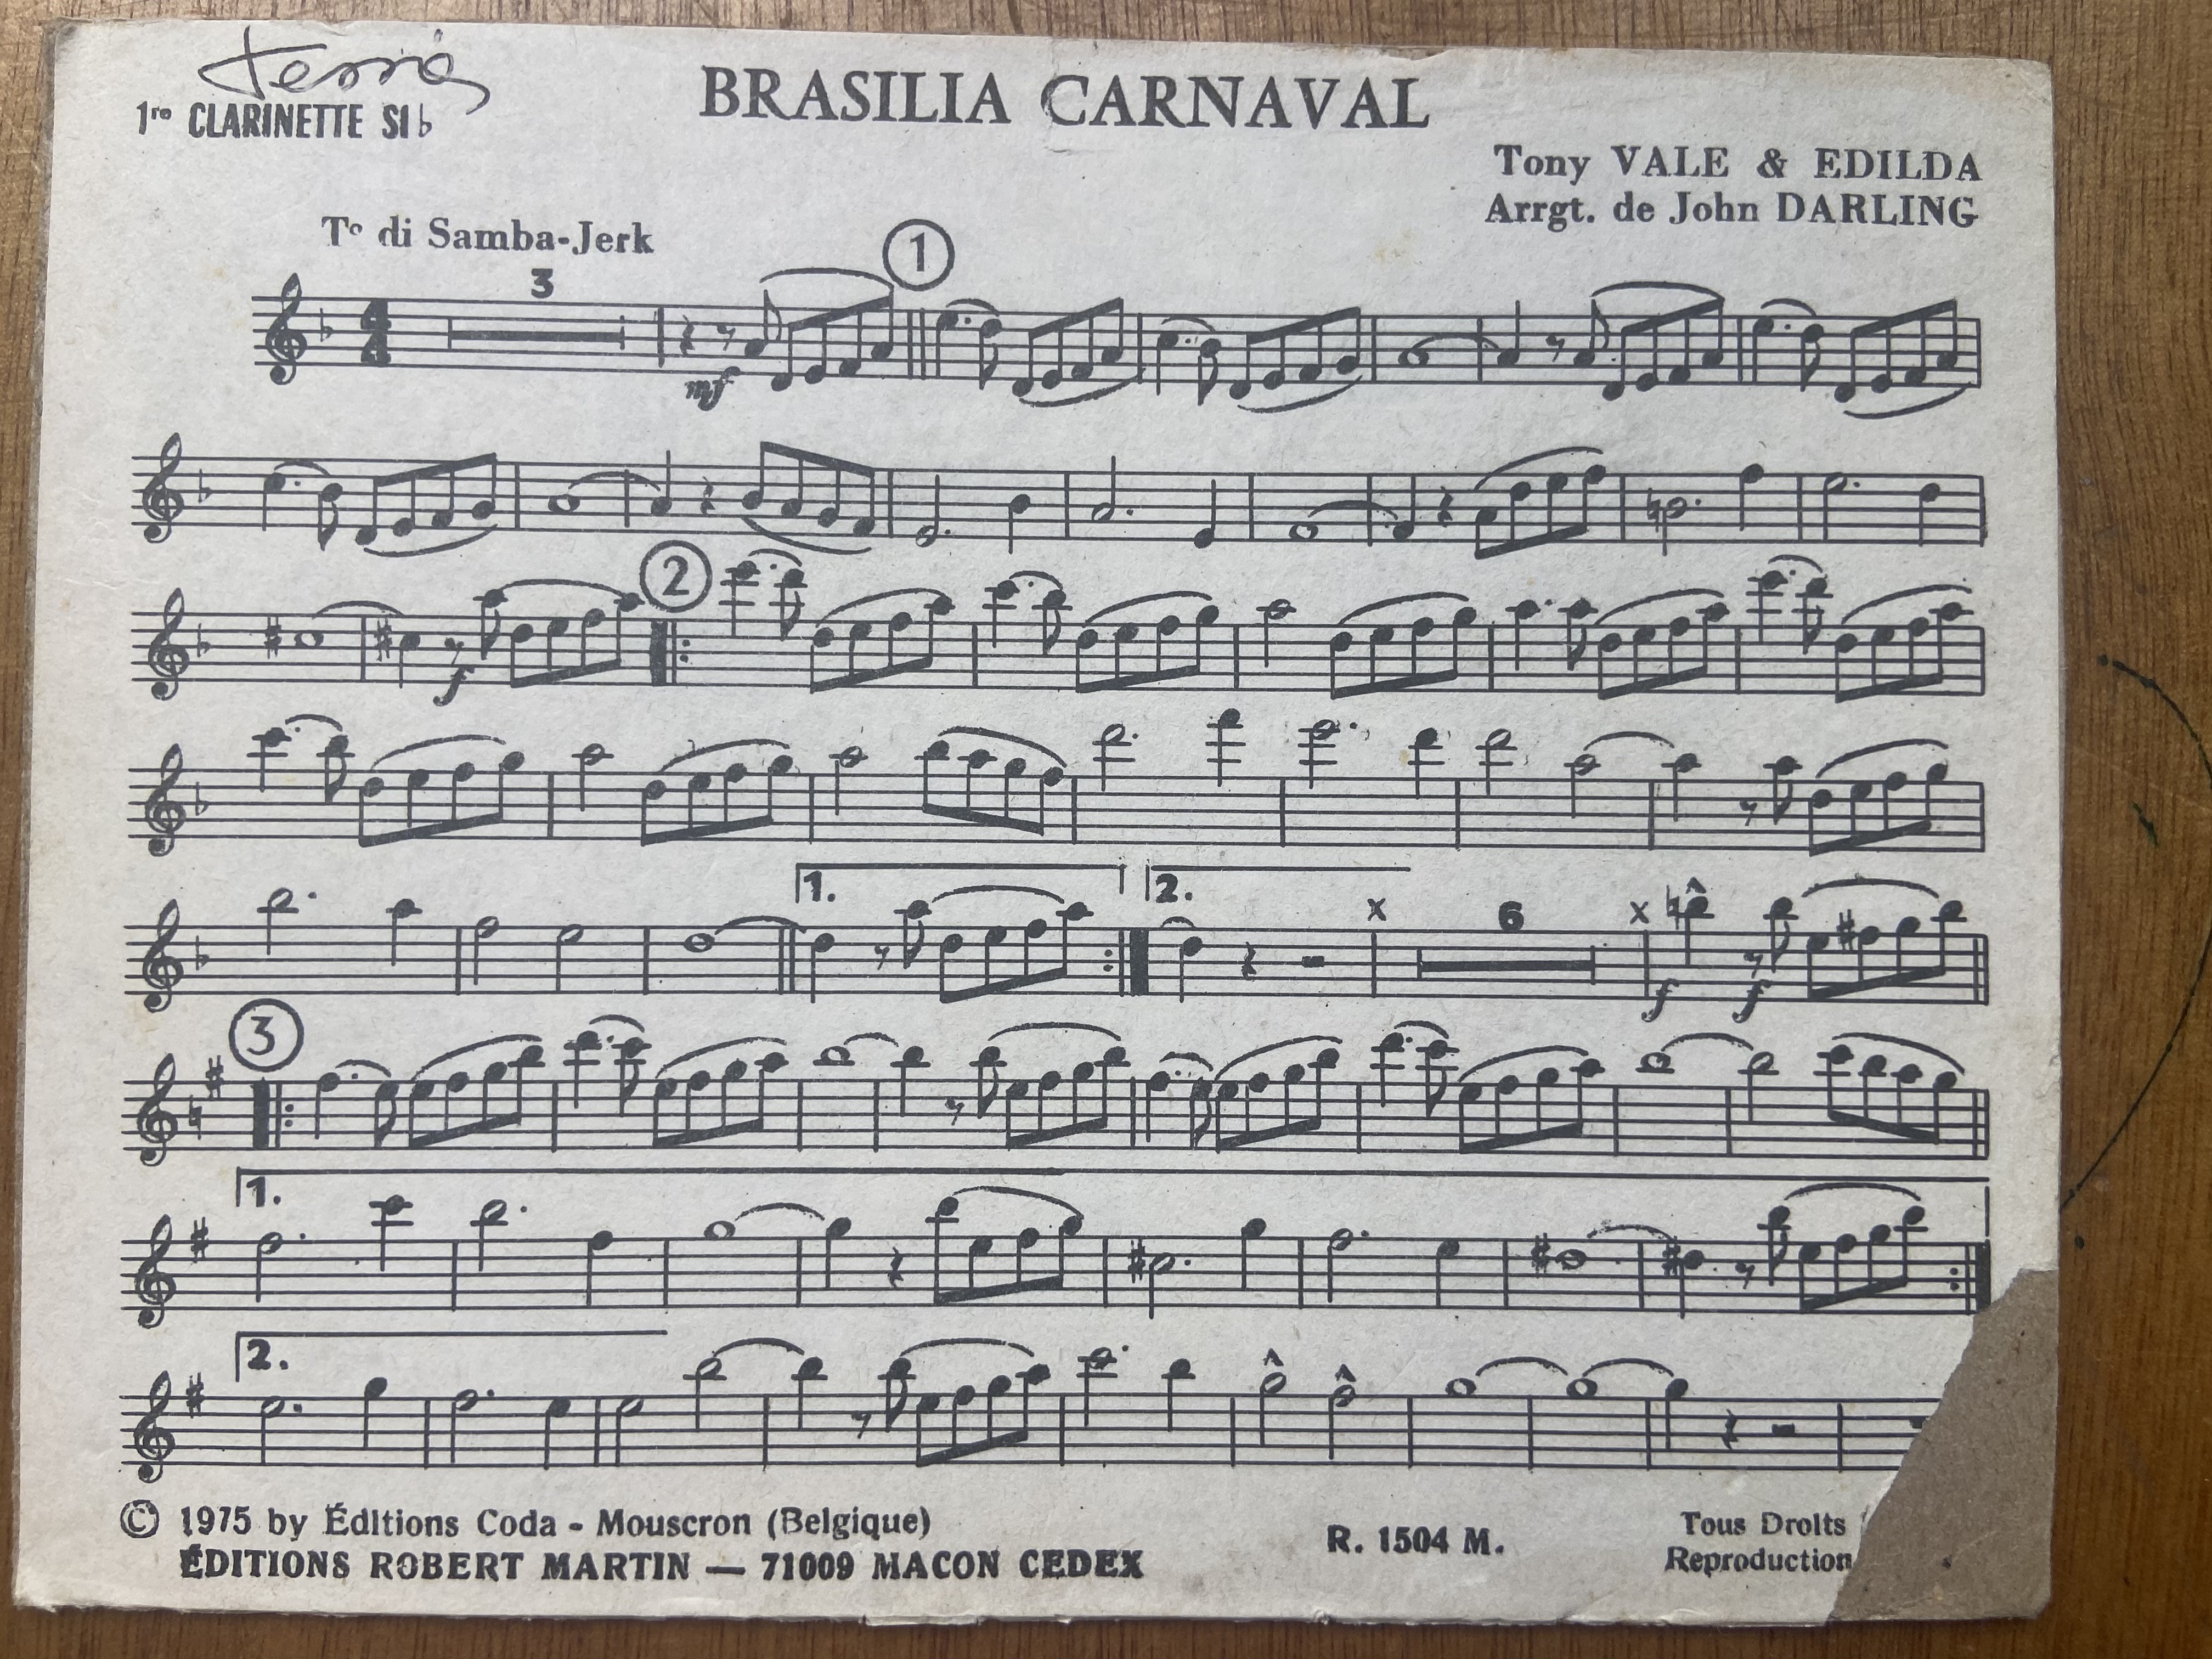 1re CLARINETTE SI♭
BRASILIA CARNAVAL
Tony VALE & EDILDA
Arrgt. de John DARLING
To di Samba-Jerk
1
3
mf
2
f
1.
2.
x
6
x
f
f
3
1.
2.
© 1975 by Éditions Coda - Mouscron (Belgique)
ÉDITIONS ROBERT MARTIN — 71009 MACON CEDEX
R. 1504 M.
Tous Droits
Reproduction